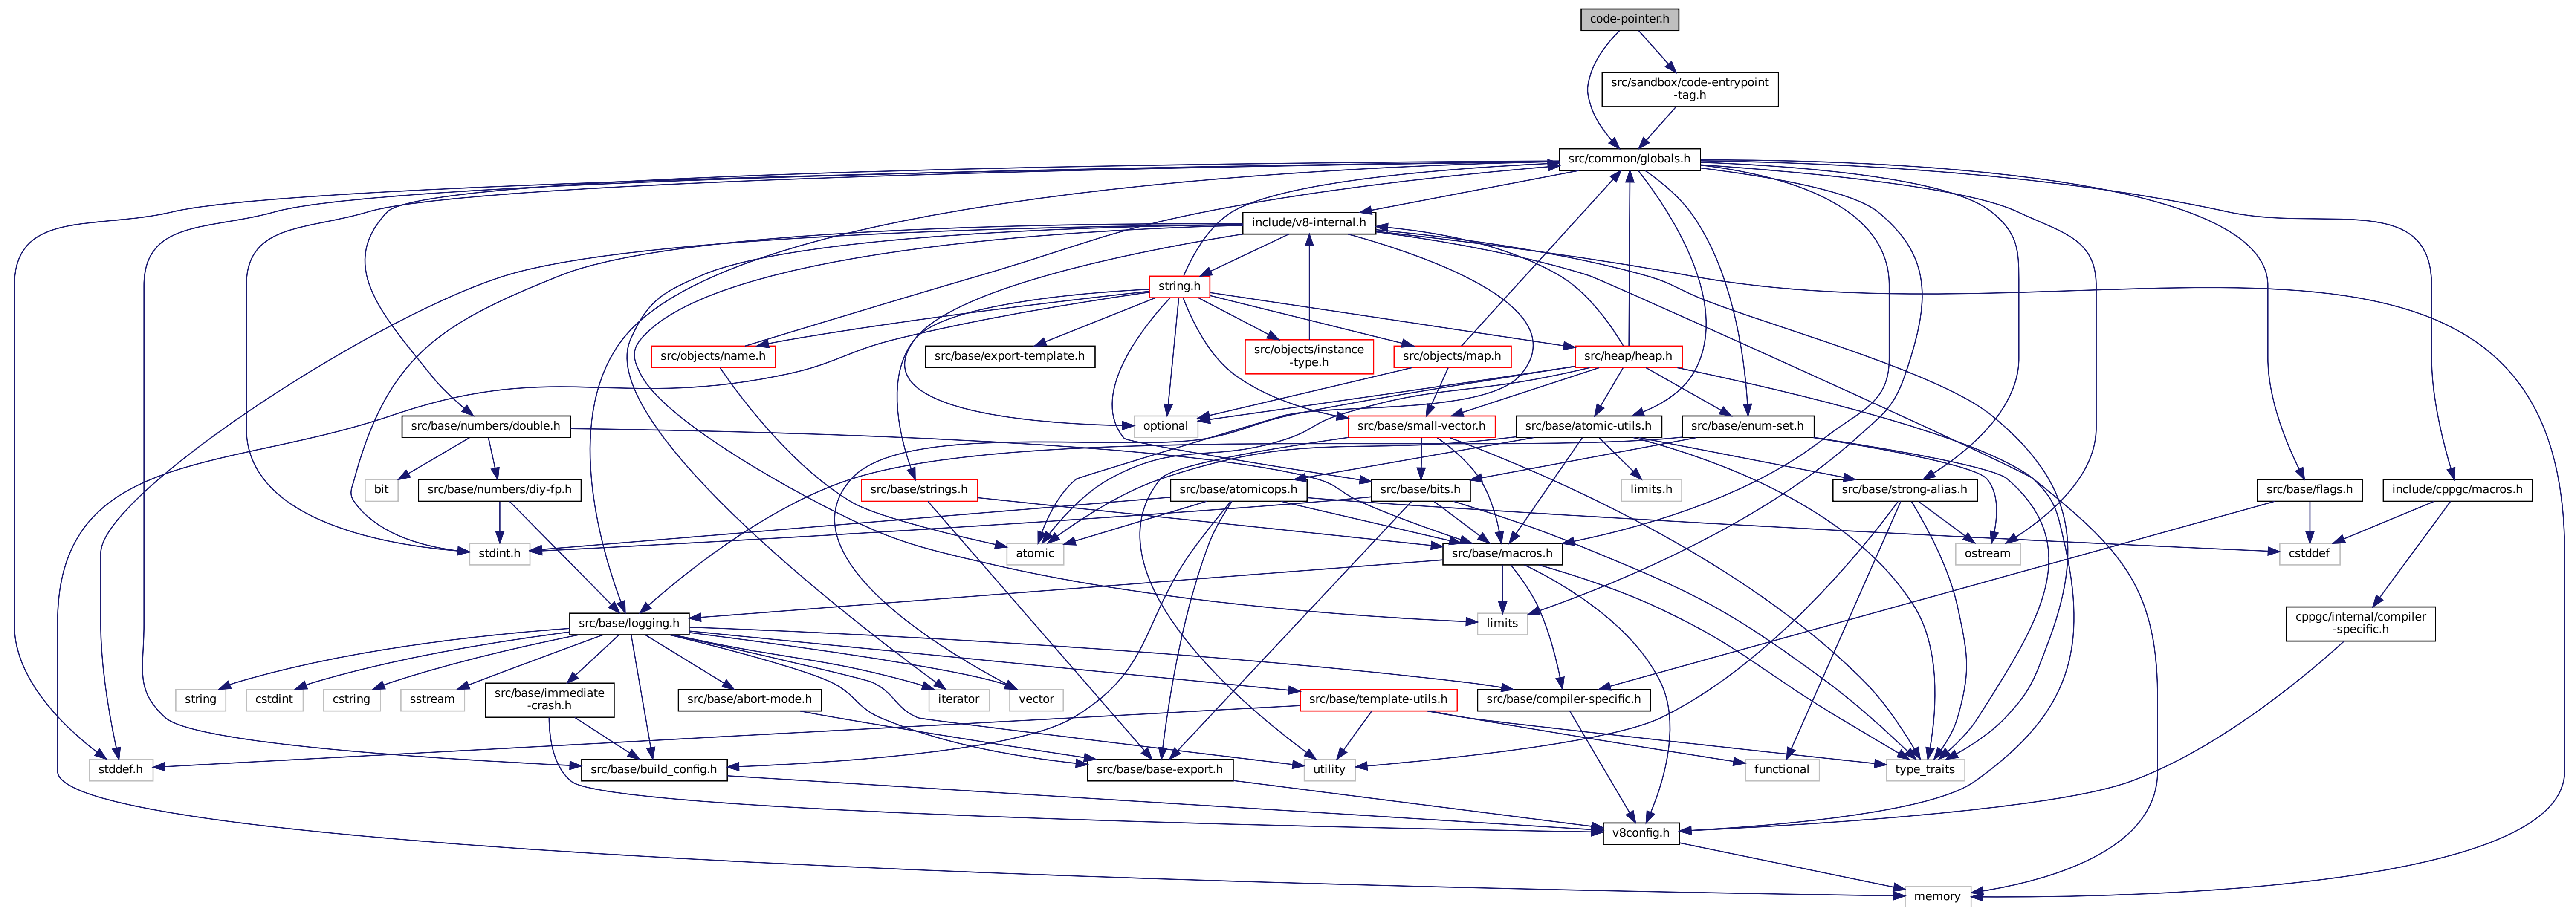 code-pointer.h
src/sandbox/code-entrypoint
-tag.h
src/common/globals.h
include/v8-internal.h
string.h
src/objects/name.h
src/base/export-template.h
src/objects/instance
-type.h
src/objects/map.h
src/heap/heap.h
src/base/numbers/double.h
optional
src/base/small-vector.h
src/base/atomic-utils.h
src/base/enum-set.h
bit
src/base/numbers/diy-fp.h
src/base/strings.h
src/base/atomicops.h
src/base/bits.h
limits.h
src/base/strong-alias.h
src/base/flags.h
include/cppgc/macros.h
stdint.h
atomic
src/base/macros.h
ostream
cstddef
src/base/logging.h
limits
cppgc/internal/compiler
-specific.h
string
cstdint
cstring
sstream
src/base/immediate
-crash.h
src/base/abort-mode.h
iterator
vector
src/base/template-utils.h
src/base/compiler-specific.h
stddef.h
src/base/build_config.h
src/base/base-export.h
utility
functional
type_traits
v8config.h
memory